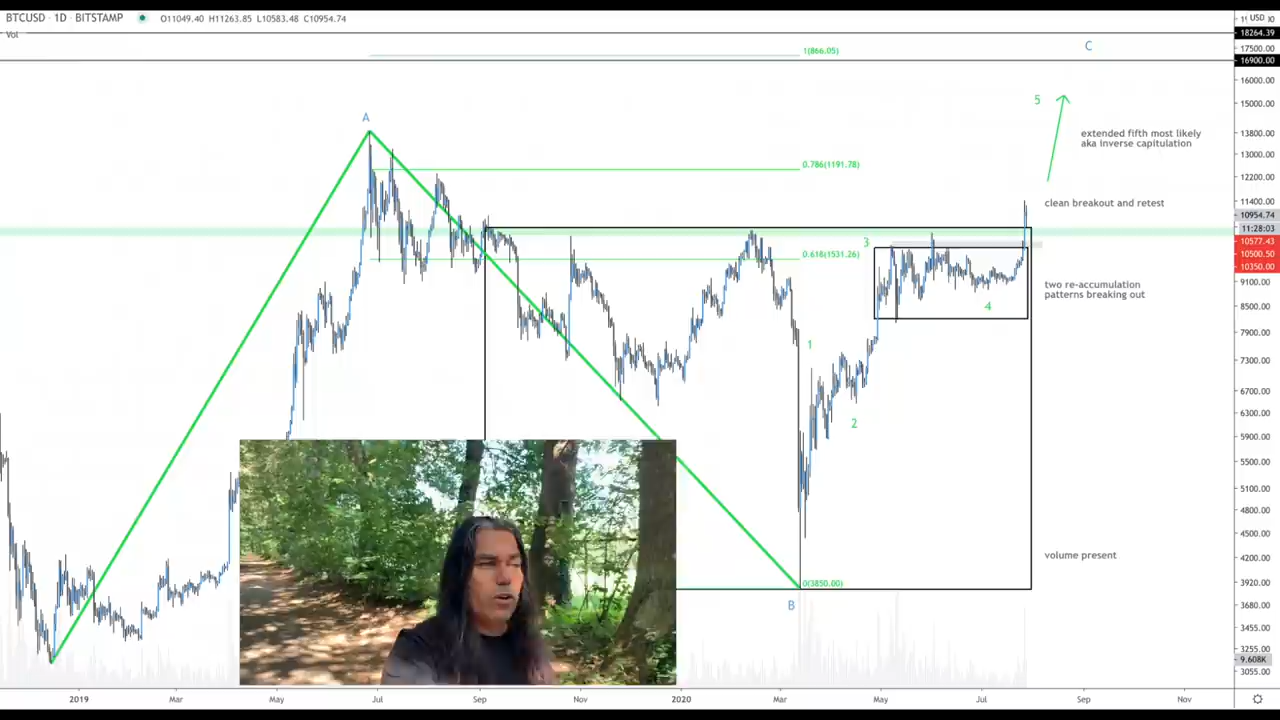 BTCUSD · 1D · BITSTAMP O11049.40 H11263.85 L10583.48 C10954.74
Vol
USD
18264.39
17500.00
16900.00
16000.00
15000.00
13800.00
13000.00
12200.00
11400.00
10954.74
11:28:03
10577.43
10500.00
10350.00
9100.00
8500.00
7900.00
7300.00
6700.00
6300.00
5900.00
5500.00
5100.00
4800.00
4500.00
4200.00
3920.00
3680.00
3455.00
3255.00
9.608K
3055.00
C
1(866.05)
5
A
extended fifth most likely
aka inverse capitulation
0.786(1191.78)
clean breakout and retest
3
0.618(1531.26)
two re-accumulation
patterns breaking out
4
1
2
volume present
0(3850.00)
B
2019 Mar May Jul Sep Nov 2020 Mar May Jul Sep Nov